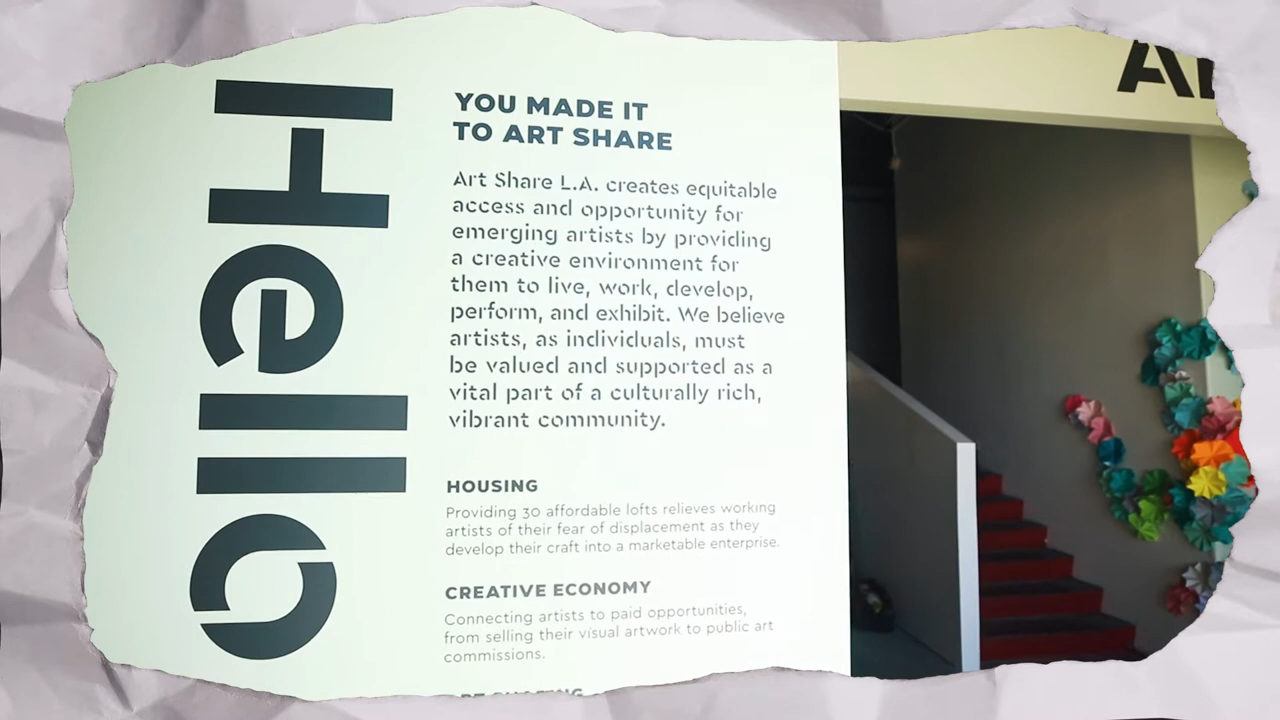 Hello
YOU MADE IT
TO ART SHARE
Art Share L.A. creates equitable
access and opportunity for
emerging artists by providing
a creative environment for
them to live, work, develop,
perform, and exhibit. We believe
artists, as individuals, must
be valued and supported as a
vital part of a culturally rich,
vibrant community.
HOUSING
Providing 30 affordable lofts relieves working
artists of their fear of displacement as they
develop their craft into a marketable enterprise.
CREATIVE ECONOMY
Connecting artists to paid opportunities,
from selling their visual artwork to public art
commissions.